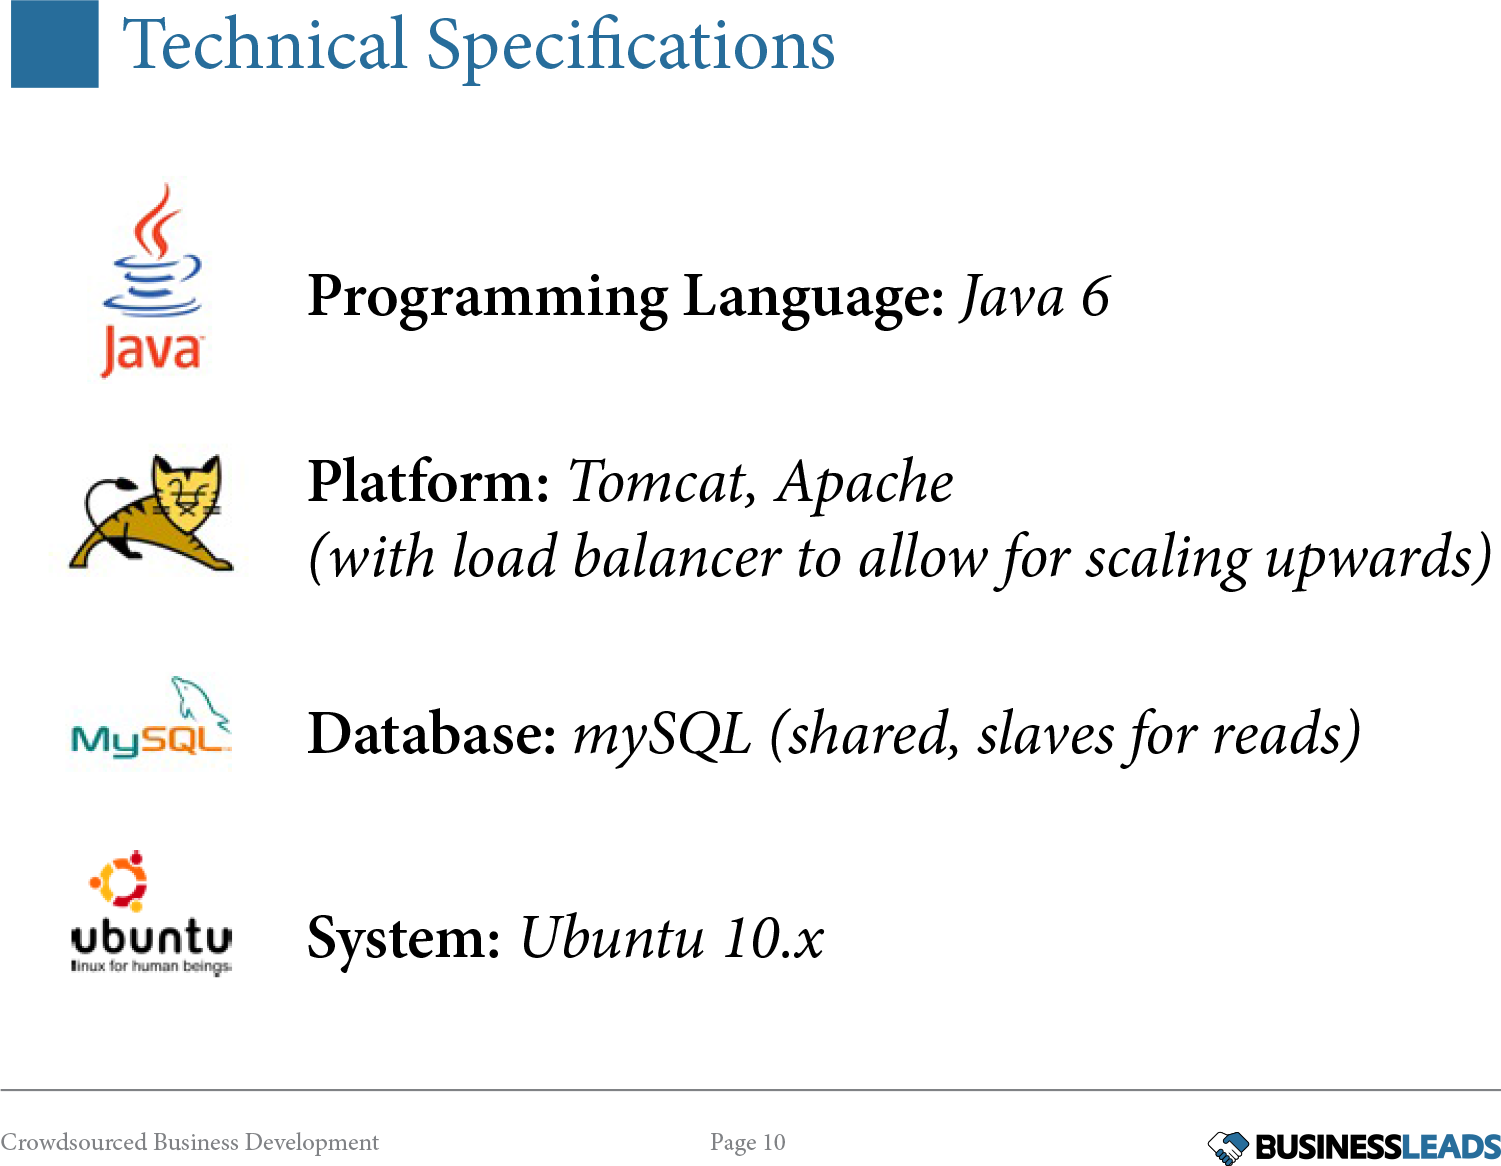 Technical Specifications
Java™
Programming Language: Java 6
Platform: Tomcat, Apache
(with load balancer to allow for scaling upwards)
MySQL
Database: mySQL (shared, slaves for reads)
ubuntu
linux for human beings
System: Ubuntu 10.x
Crowdsourced Business Development
Page 10
BUSINESSLEADS